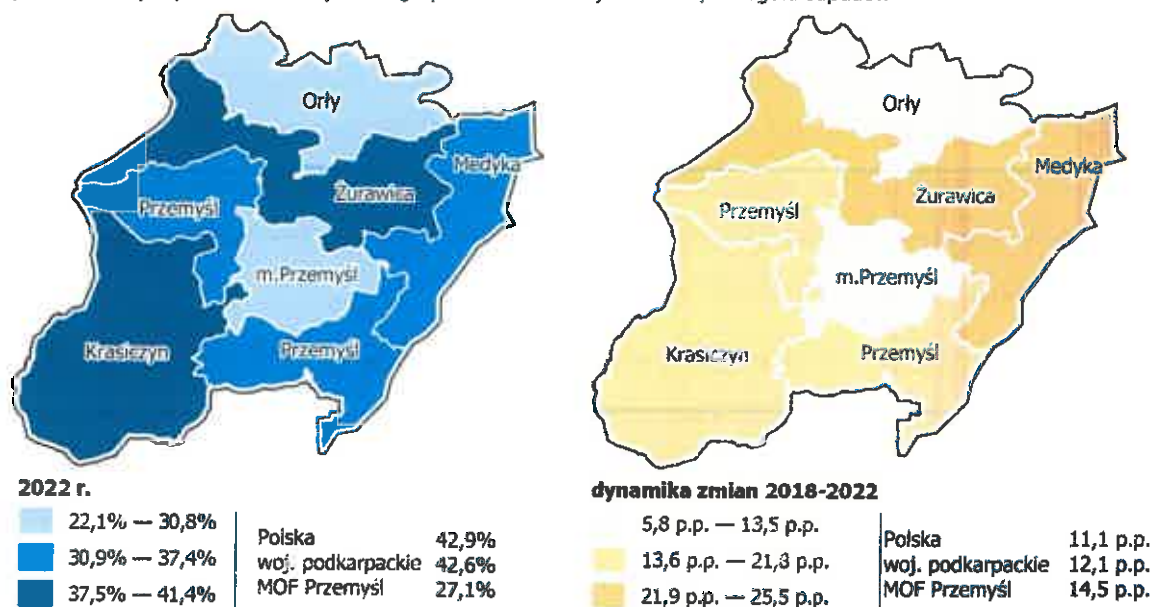 Orły
Medyka
Żurawica
Przemyśl
m.Przemyśl
Krasiczyn
Przemyśl
2022 r.
22,1% — 30,8%
30,9% — 37,4%
37,5% — 41,4%
Polska 42,9%
woj. podkarpackie 42,6%
MOF Przemyśl 27,1%
Orły
Medyka
Żurawica
Przemyśl
m.Przemyśl
Krasiczyn
Przemyśl
dynamika zmian 2018-2022
5,8 p.p. — 13,5 p.p.
13,6 p.p. — 21,8 p.p.
21,9 p.p. — 25,5 p.p.
Polska 11,1 p.p.
woj. podkarpackie 12,1 p.p.
MOF Przemyśl 14,5 p.p.